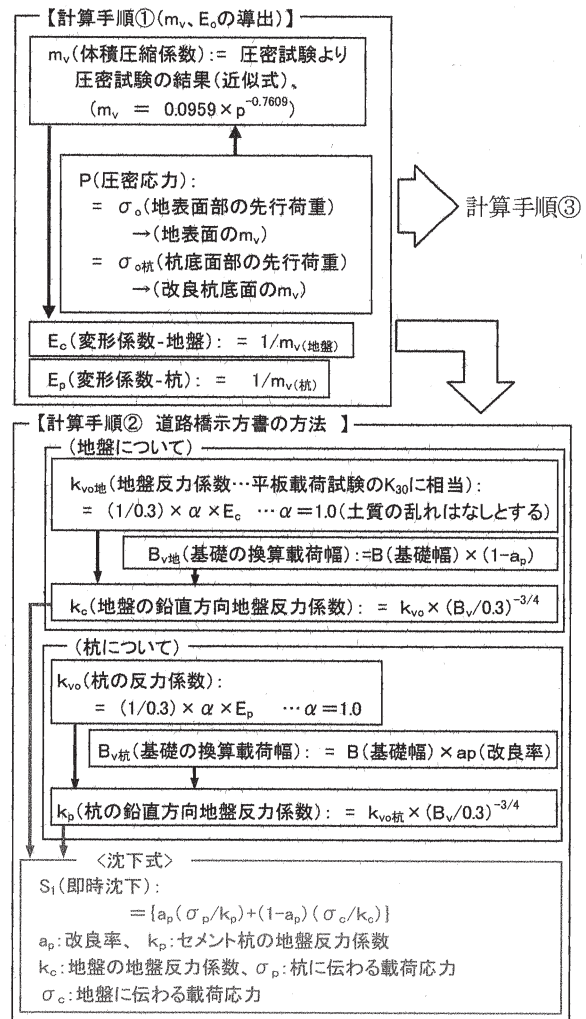 【計算手順①(mv、Eoの導出)】
mv(体積圧縮係数):= 圧密試験より
圧密試験の結果(近似式)、
(mv = 0.0959×p^-0.7609)
P(圧密応力):
= σo(地表面部の先行荷重)
→(地表面のmv)
= σo杭(杭底面部の先行荷重)
→(改良杭底面のmv)
計算手順③
Ec(変形係数-地盤): = 1/mv(地盤)
Ep(変形係数-杭): = 1/mv(杭)
【計算手順② 道路橋示方書の方法 】
(地盤について)
kvo地(地盤反力係数…平板載荷試験のK30に相当):
= (1/0.3)×α×Ec …α=1.0(土質の乱れはなしとする)
Bv地(基礎の換算載荷幅):=B(基礎幅)×(1-ap)
kc(地盤の鉛直方向地盤反力係数): = kvo×(Bv/0.3)^-3/4
(杭について)
kvo(杭の反力係数):
= (1/0.3)×α×Ep …α=1.0
Bv杭(基礎の換算載荷幅): = B(基礎幅)×ap(改良率)
kp(杭の鉛直方向地盤反力係数): = kvo杭×(Bv/0.3)^-3/4
<沈下式>
S1(即時沈下):
={ap(σp/kp)+(1-ap)(σc/kc)}
ap:改良率、 kp:セメント杭の地盤反力係数
kc:地盤の地盤反力係数、σp:杭に伝わる載荷応力
σc:地盤に伝わる載荷応力